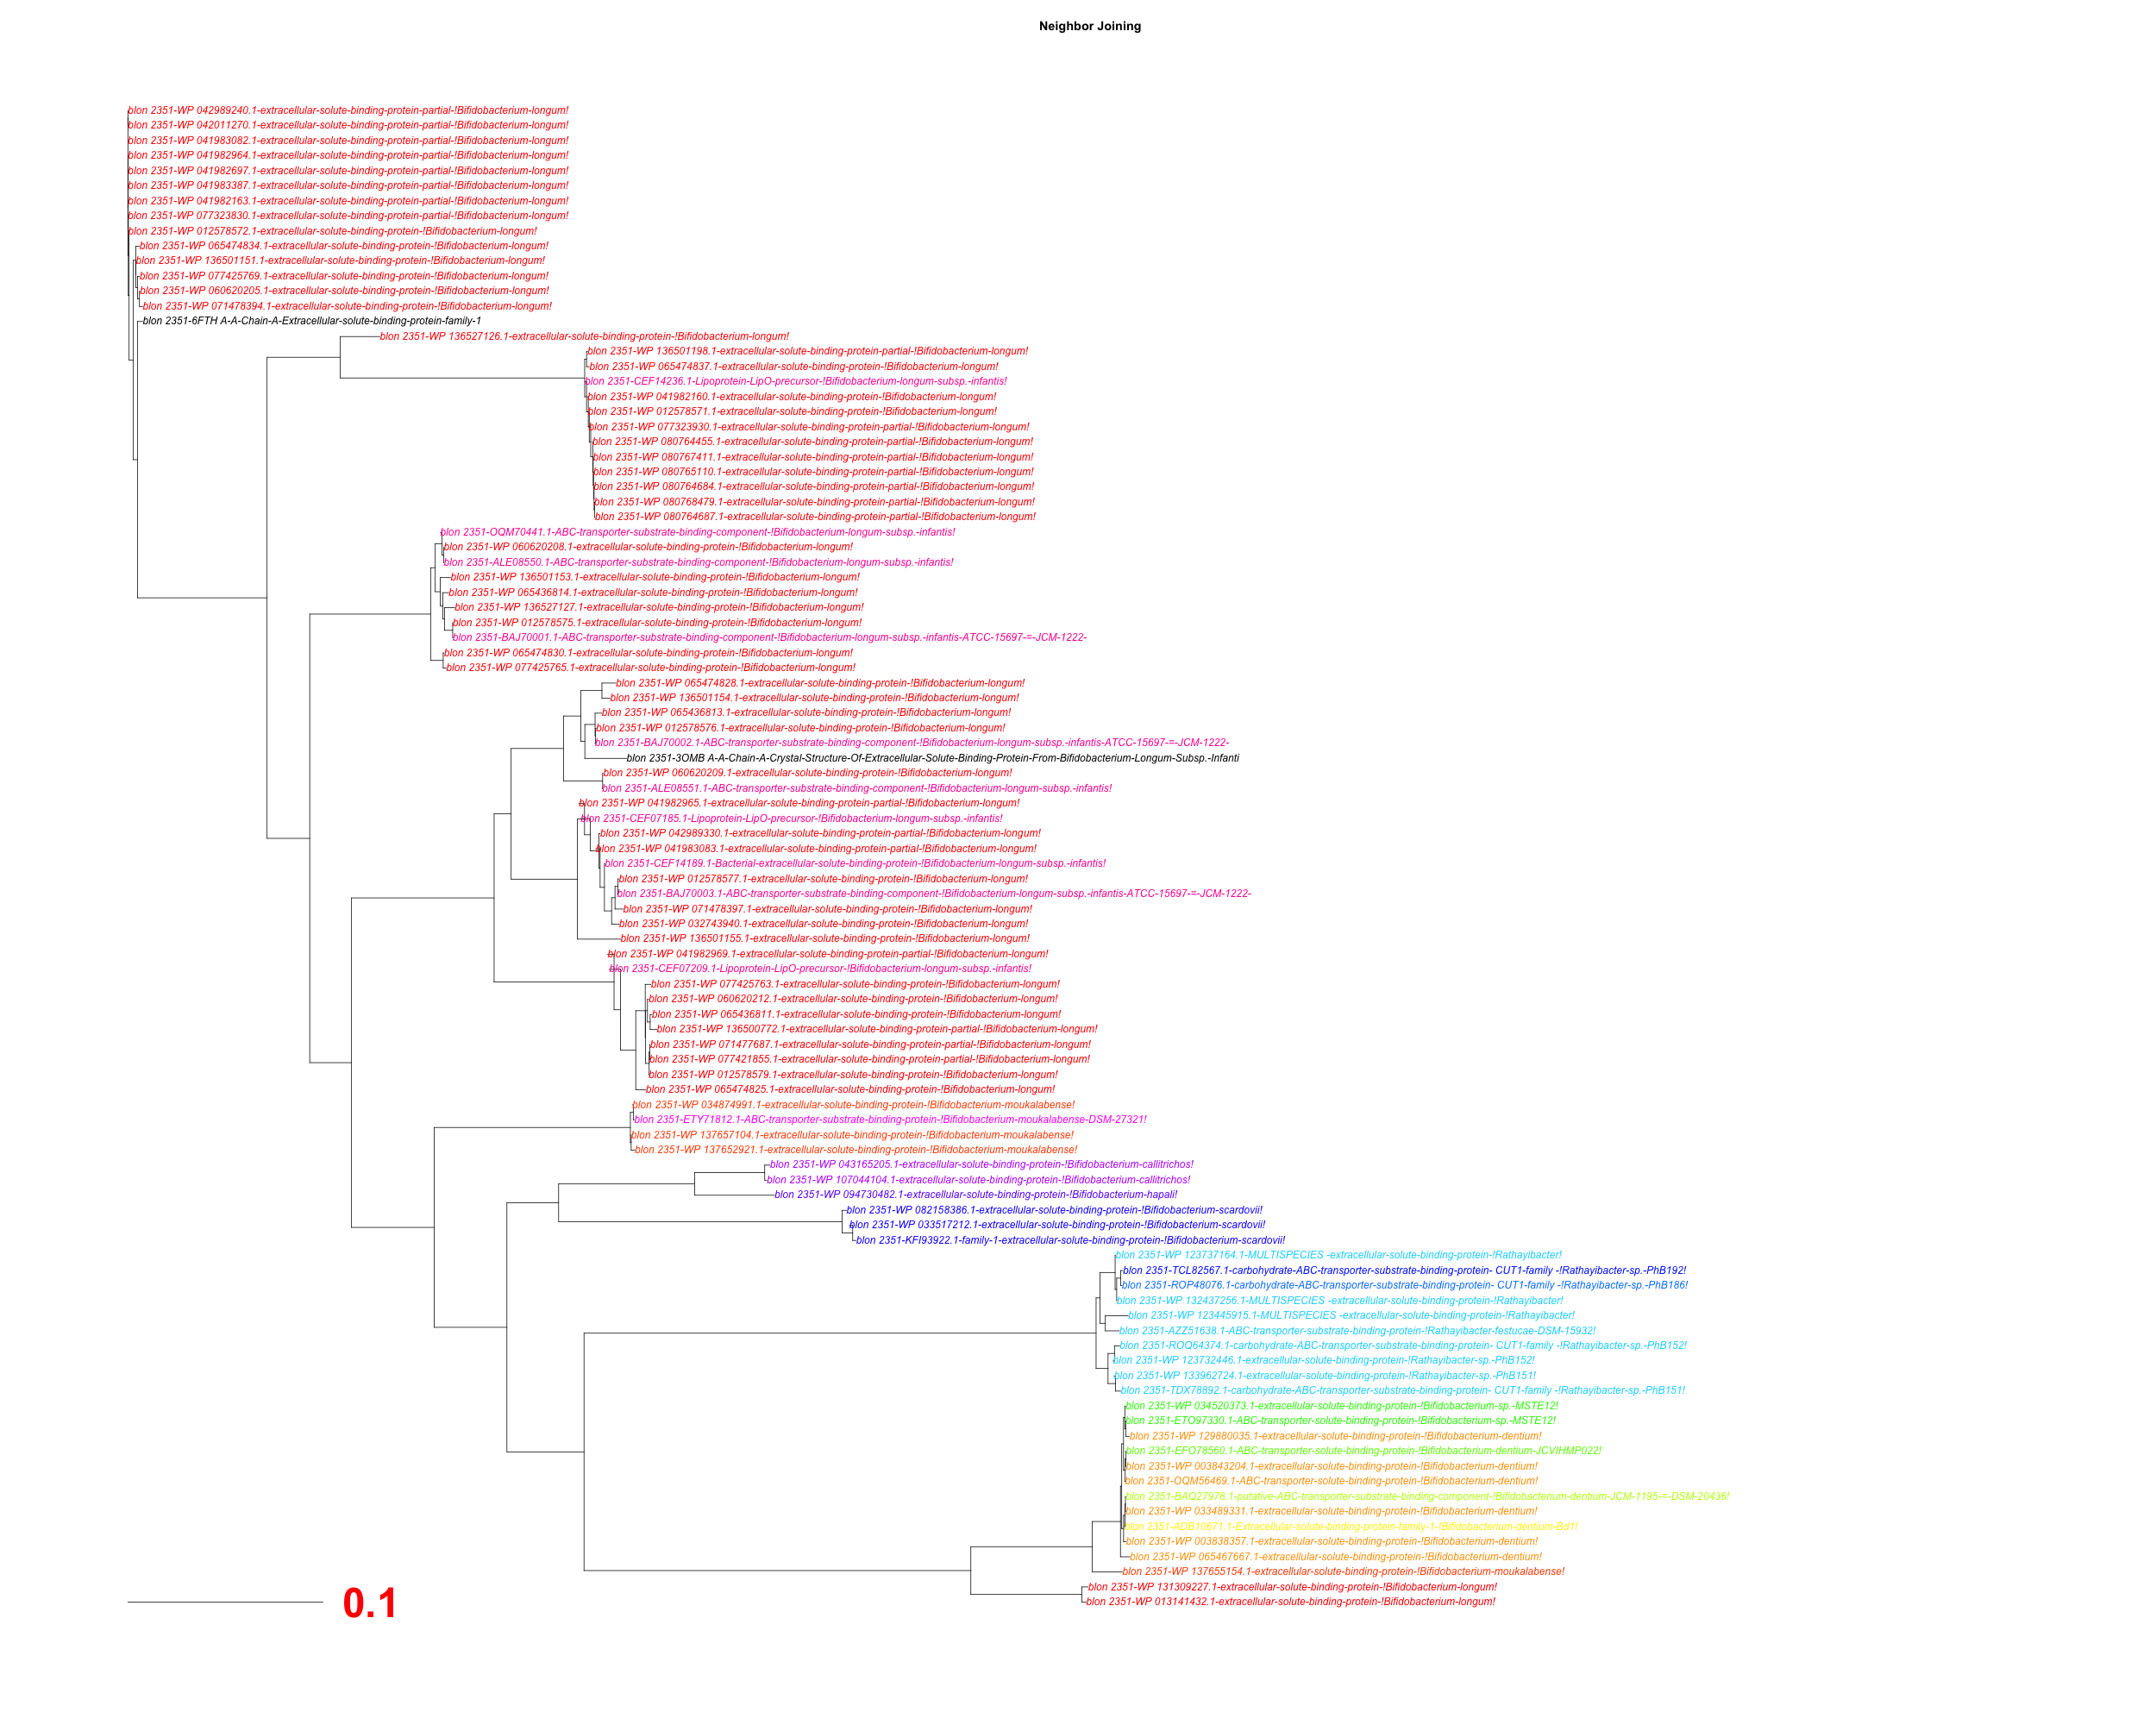 Neighbor Joining
blon 2351-WP 042989240.1-extracellular-solute-binding-protein-partial-!Bifidobacterium-longum!
blon 2351-WP 042011270.1-extracellular-solute-binding-protein-partial-!Bifidobacterium-longum!
blon 2351-WP 041983082.1-extracellular-solute-binding-protein-partial-!Bifidobacterium-longum!
blon 2351-WP 041982964.1-extracellular-solute-binding-protein-partial-!Bifidobacterium-longum!
blon 2351-WP 041982697.1-extracellular-solute-binding-protein-partial-!Bifidobacterium-longum!
blon 2351-WP 041983387.1-extracellular-solute-binding-protein-partial-!Bifidobacterium-longum!
blon 2351-WP 041982163.1-extracellular-solute-binding-protein-partial-!Bifidobacterium-longum!
blon 2351-WP 077323830.1-extracellular-solute-binding-protein-partial-!Bifidobacterium-longum!
blon 2351-WP 012578572.1-extracellular-solute-binding-protein-!Bifidobacterium-longum!
blon 2351-WP 065474834.1-extracellular-solute-binding-protein-!Bifidobacterium-longum!
blon 2351-WP 136501151.1-extracellular-solute-binding-protein-!Bifidobacterium-longum!
blon 2351-WP 077425769.1-extracellular-solute-binding-protein-!Bifidobacterium-longum!
blon 2351-WP 060620205.1-extracellular-solute-binding-protein-!Bifidobacterium-longum!
blon 2351-WP 071478394.1-extracellular-solute-binding-protein-!Bifidobacterium-longum!
blon 2351-6FTH A-A-Chain-A-Extracellular-solute-binding-protein-family-1
blon 2351-WP 136527126.1-extracellular-solute-binding-protein-!Bifidobacterium-longum!
blon 2351-WP 136501198.1-extracellular-solute-binding-protein-partial-!Bifidobacterium-longum!
blon 2351-WP 065474837.1-extracellular-solute-binding-protein-!Bifidobacterium-longum!
blon 2351-CEF14236.1-Lipoprotein-LipO-precursor-!Bifidobacterium-longum-subsp.-infantis!
blon 2351-WP 041982160.1-extracellular-solute-binding-protein-!Bifidobacterium-longum!
blon 2351-WP 012578571.1-extracellular-solute-binding-protein-!Bifidobacterium-longum!
blon 2351-WP 077323930.1-extracellular-solute-binding-protein-partial-!Bifidobacterium-longum!
blon 2351-WP 080764455.1-extracellular-solute-binding-protein-partial-!Bifidobacterium-longum!
blon 2351-WP 080767411.1-extracellular-solute-binding-protein-partial-!Bifidobacterium-longum!
blon 2351-WP 080765110.1-extracellular-solute-binding-protein-partial-!Bifidobacterium-longum!
blon 2351-WP 080764684.1-extracellular-solute-binding-protein-partial-!Bifidobacterium-longum!
blon 2351-WP 080768479.1-extracellular-solute-binding-protein-partial-!Bifidobacterium-longum!
blon 2351-WP 080764687.1-extracellular-solute-binding-protein-partial-!Bifidobacterium-longum!
blon 2351-OQM70441.1-ABC-transporter-substrate-binding-component-!Bifidobacterium-longum-subsp.-infantis!
blon 2351-WP 060620208.1-extracellular-solute-binding-protein-!Bifidobacterium-longum!
blon 2351-ALE08550.1-ABC-transporter-substrate-binding-component-!Bifidobacterium-longum-subsp.-infantis!
blon 2351-WP 136501153.1-extracellular-solute-binding-protein-!Bifidobacterium-longum!
blon 2351-WP 065436814.1-extracellular-solute-binding-protein-!Bifidobacterium-longum!
blon 2351-WP 136527127.1-extracellular-solute-binding-protein-!Bifidobacterium-longum!
blon 2351-WP 012578575.1-extracellular-solute-binding-protein-!Bifidobacterium-longum!
blon 2351-BAJ70001.1-ABC-transporter-substrate-binding-component-!Bifidobacterium-longum-subsp.-infantis-ATCC-15697-=-JCM-1222-
blon 2351-WP 065474830.1-extracellular-solute-binding-protein-!Bifidobacterium-longum!
blon 2351-WP 077425765.1-extracellular-solute-binding-protein-!Bifidobacterium-longum!
blon 2351-WP 065474828.1-extracellular-solute-binding-protein-!Bifidobacterium-longum!
blon 2351-WP 136501154.1-extracellular-solute-binding-protein-!Bifidobacterium-longum!
blon 2351-WP 065436813.1-extracellular-solute-binding-protein-!Bifidobacterium-longum!
blon 2351-WP 012578576.1-extracellular-solute-binding-protein-!Bifidobacterium-longum!
blon 2351-BAJ70002.1-ABC-transporter-substrate-binding-component-!Bifidobacterium-longum-subsp.-infantis-ATCC-15697-=-JCM-1222-
blon 2351-3OMB A-A-Chain-A-Crystal-Structure-Of-Extracellular-Solute-Binding-Protein-From-Bifidobacterium-Longum-Subsp.-Infanti
blon 2351-WP 060620209.1-extracellular-solute-binding-protein-!Bifidobacterium-longum!
blon 2351-ALE08551.1-ABC-transporter-substrate-binding-component-!Bifidobacterium-longum-subsp.-infantis!
blon 2351-WP 041982965.1-extracellular-solute-binding-protein-partial-!Bifidobacterium-longum!
blon 2351-CEF07185.1-Lipoprotein-LipO-precursor-!Bifidobacterium-longum-subsp.-infantis!
blon 2351-WP 042989330.1-extracellular-solute-binding-protein-partial-!Bifidobacterium-longum!
blon 2351-WP 041983083.1-extracellular-solute-binding-protein-partial-!Bifidobacterium-longum!
blon 2351-CEF14189.1-Bacterial-extracellular-solute-binding-protein-!Bifidobacterium-longum-subsp.-infantis!
blon 2351-WP 012578577.1-extracellular-solute-binding-protein-!Bifidobacterium-longum!
blon 2351-BAJ70003.1-ABC-transporter-substrate-binding-component-!Bifidobacterium-longum-subsp.-infantis-ATCC-15697-=-JCM-1222-
blon 2351-WP 071478397.1-extracellular-solute-binding-protein-!Bifidobacterium-longum!
blon 2351-WP 032743940.1-extracellular-solute-binding-protein-!Bifidobacterium-longum!
blon 2351-WP 136501155.1-extracellular-solute-binding-protein-!Bifidobacterium-longum!
blon 2351-WP 041982969.1-extracellular-solute-binding-protein-partial-!Bifidobacterium-longum!
blon 2351-CEF07209.1-Lipoprotein-LipO-precursor-!Bifidobacterium-longum-subsp.-infantis!
blon 2351-WP 077425763.1-extracellular-solute-binding-protein-!Bifidobacterium-longum!
blon 2351-WP 060620212.1-extracellular-solute-binding-protein-!Bifidobacterium-longum!
blon 2351-WP 065436811.1-extracellular-solute-binding-protein-!Bifidobacterium-longum!
blon 2351-WP 136500772.1-extracellular-solute-binding-protein-partial-!Bifidobacterium-longum!
blon 2351-WP 071477687.1-extracellular-solute-binding-protein-partial-!Bifidobacterium-longum!
blon 2351-WP 077421855.1-extracellular-solute-binding-protein-partial-!Bifidobacterium-longum!
blon 2351-WP 012578579.1-extracellular-solute-binding-protein-!Bifidobacterium-longum!
blon 2351-WP 065474825.1-extracellular-solute-binding-protein-!Bifidobacterium-longum!
blon 2351-WP 034874991.1-extracellular-solute-binding-protein-!Bifidobacterium-moukalabense!
blon 2351-ETY71812.1-ABC-transporter-substrate-binding-protein-!Bifidobacterium-moukalabense-DSM-27321!
blon 2351-WP 137657104.1-extracellular-solute-binding-protein-!Bifidobacterium-moukalabense!
blon 2351-WP 137652921.1-extracellular-solute-binding-protein-!Bifidobacterium-moukalabense!
blon 2351-WP 043165205.1-extracellular-solute-binding-protein-!Bifidobacterium-callitrichos!
blon 2351-WP 107044104.1-extracellular-solute-binding-protein-!Bifidobacterium-callitrichos!
blon 2351-WP 094730482.1-extracellular-solute-binding-protein-!Bifidobacterium-hapali!
blon 2351-WP 082158386.1-extracellular-solute-binding-protein-!Bifidobacterium-scardovii!
blon 2351-WP 033517212.1-extracellular-solute-binding-protein-!Bifidobacterium-scardovii!
blon 2351-KFI93922.1-family-1-extracellular-solute-binding-protein-!Bifidobacterium-scardovii!
blon 2351-WP 123737164.1-MULTISPECIES -extracellular-solute-binding-protein-!Rathayibacter!
blon 2351-TCL82567.1-carbohydrate-ABC-transporter-substrate-binding-protein- CUT1-family -!Rathayibacter-sp.-PhB192!
blon 2351-ROP48076.1-carbohydrate-ABC-transporter-substrate-binding-protein- CUT1-family -!Rathayibacter-sp.-PhB186!
blon 2351-WP 132437256.1-MULTISPECIES -extracellular-solute-binding-protein-!Rathayibacter!
blon 2351-WP 123445915.1-MULTISPECIES -extracellular-solute-binding-protein-!Rathayibacter!
blon 2351-AZZ51638.1-ABC-transporter-substrate-binding-protein-!Rathayibacter-festucae-DSM-15932!
blon 2351-ROQ64374.1-carbohydrate-ABC-transporter-substrate-binding-protein- CUT1-family -!Rathayibacter-sp.-PhB152!
blon 2351-WP 123732446.1-extracellular-solute-binding-protein-!Rathayibacter-sp.-PhB152!
blon 2351-WP 133962724.1-extracellular-solute-binding-protein-!Rathayibacter-sp.-PhB151!
blon 2351-TDX78892.1-carbohydrate-ABC-transporter-substrate-binding-protein- CUT1-family -!Rathayibacter-sp.-PhB151!
blon 2351-WP 034520373.1-extracellular-solute-binding-protein-!Bifidobacterium-sp.-MSTE12!
blon 2351-ETO97330.1-ABC-transporter-solute-binding-protein-!Bifidobacterium-sp.-MSTE12!
blon 2351-WP 129880035.1-extracellular-solute-binding-protein-!Bifidobacterium-dentium!
blon 2351-EFO78560.1-ABC-transporter-solute-binding-protein-!Bifidobacterium-dentium-JCVIHMP022!
blon 2351-WP 003843204.1-extracellular-solute-binding-protein-!Bifidobacterium-dentium!
blon 2351-OQM56469.1-ABC-transporter-solute-binding-protein-!Bifidobacterium-dentium!
blon 2351-BAQ27978.1-putative-ABC-transporter-substrate-binding-component-!Bifidobacterium-dentium-JCM-1195-=-DSM-20436!
blon 2351-WP 033489331.1-extracellular-solute-binding-protein-!Bifidobacterium-dentium!
blon 2351-ADB10671.1-Extracellular-solute-binding-protein-family-1-!Bifidobacterium-dentium-Bd1!
blon 2351-WP 003838357.1-extracellular-solute-binding-protein-!Bifidobacterium-dentium!
blon 2351-WP 065467667.1-extracellular-solute-binding-protein-!Bifidobacterium-dentium!
blon 2351-WP 137655154.1-extracellular-solute-binding-protein-!Bifidobacterium-moukalabense!
blon 2351-WP 131309227.1-extracellular-solute-binding-protein-!Bifidobacterium-longum!
blon 2351-WP 013141432.1-extracellular-solute-binding-protein-!Bifidobacterium-longum!
0.1